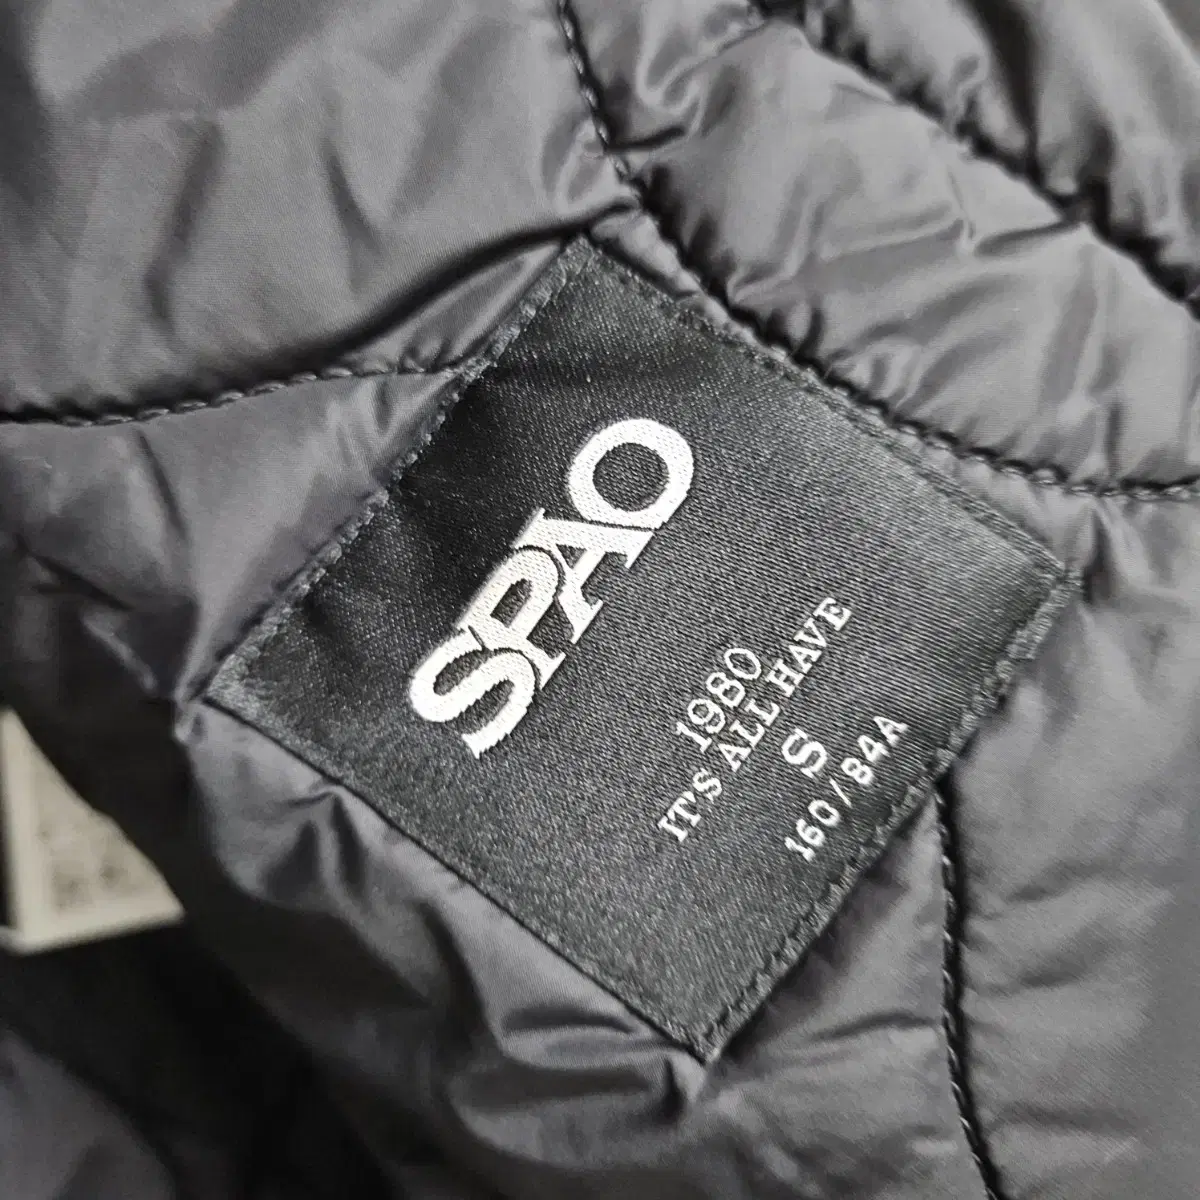 SPAO
1980
IT'S ALL HAVE
S
160/84A